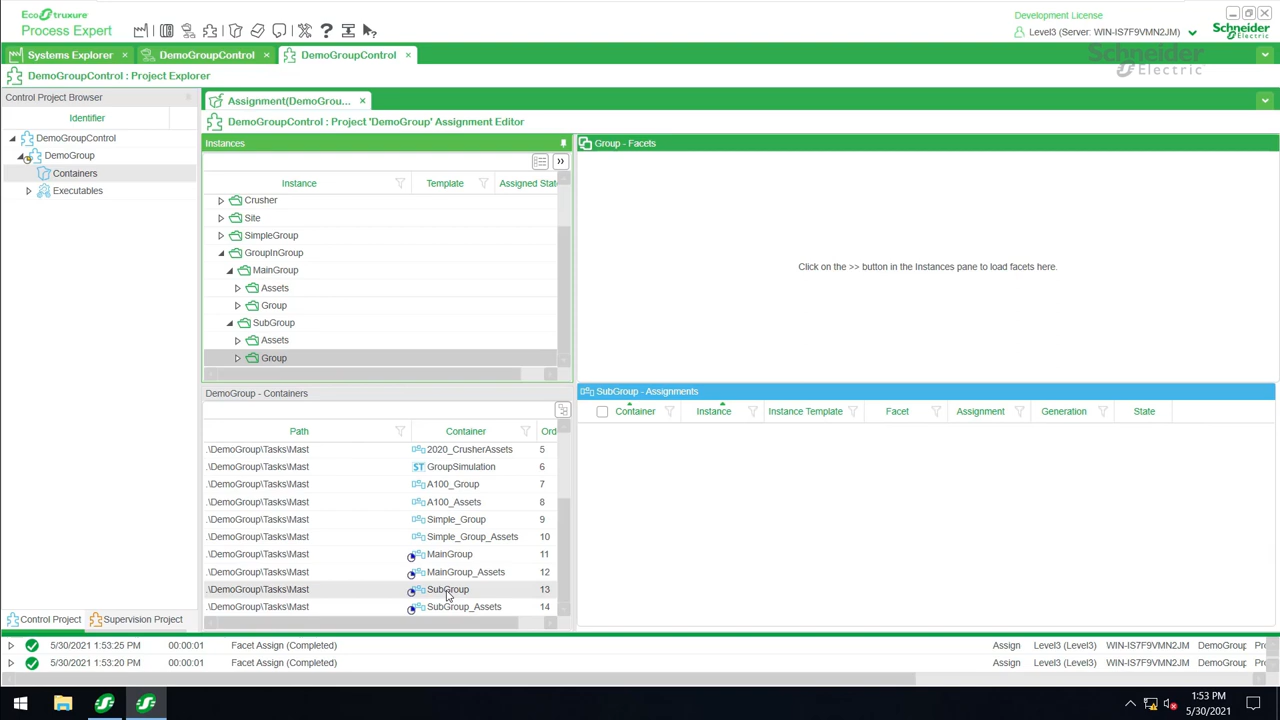 EcoStruxure
Process Expert
Development License
Level3 (Server: WIN-IS7F9VMN2JM)
Schneider Electric
Systems Explorer × DemoGroupControl × DemoGroupControl ×
Schneider Electric
DemoGroupControl : Project Explorer
Control Project Browser
Identifier
DemoGroupControl
DemoGroup
Containers
Executables
Control Project Supervision Project
Assignment(DemoGrou... ×
DemoGroupControl : Project 'DemoGroup' Assignment Editor
Instances
Instance Template Assigned Stat
Crusher
Site
SimpleGroup
GroupInGroup
MainGroup
Assets
Group
SubGroup
Assets
Group
DemoGroup - Containers
Path Container Ord
.\DemoGroup\Tasks\Mast 2020_CrusherAssets 5
.\DemoGroup\Tasks\Mast ST GroupSimulation 6
.\DemoGroup\Tasks\Mast A100_Group 7
.\DemoGroup\Tasks\Mast A100_Assets 8
.\DemoGroup\Tasks\Mast Simple_Group 9
.\DemoGroup\Tasks\Mast Simple_Group_Assets 10
.\DemoGroup\Tasks\Mast MainGroup 11
.\DemoGroup\Tasks\Mast MainGroup_Assets 12
.\DemoGroup\Tasks\Mast SubGroup 13
.\DemoGroup\Tasks\Mast SubGroup_Assets 14
Group - Facets
Click on the >> button in the Instances pane to load facets here.
SubGroup - Assignments
Container Instance Instance Template Facet Assignment Generation State
5/30/2021 1:53:25 PM 00:00:01 Facet Assign (Completed) Assign Level3 (Level3) WIN-IS7F9VMN2JM DemoGroup Pro
5/30/2021 1:53:20 PM 00:00:01 Facet Assign (Completed) Assign Level3 (Level3) WIN-IS7F9VMN2JM DemoGroup Pro
1:53 PM
5/30/2021